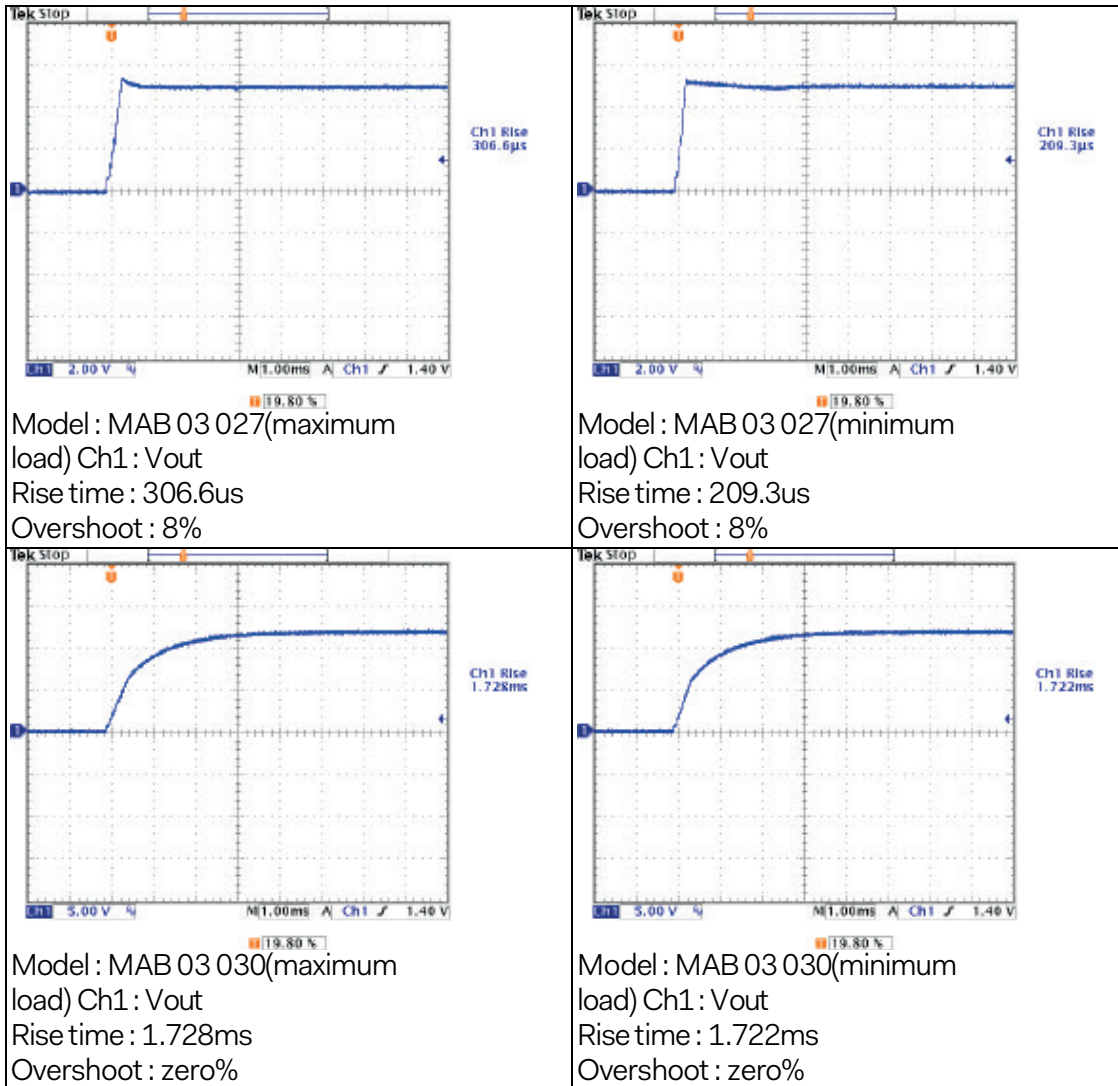 Tek Stop
Ch1 Rise
306.6µs
Ch1 2.00 V M 1.00ms A Ch1 1.40 V
19.80 %
Model : MAB 03 027(maximum
load) Ch1 : Vout
Rise time : 306.6us
Overshoot : 8%
Tek Stop
Ch1 Rise
209.3µs
Ch1 2.00 V M 1.00ms A Ch1 1.40 V
19.80 %
Model : MAB 03 027(minimum
load) Ch1 : Vout
Rise time : 209.3us
Overshoot : 8%
Tek Stop
Ch1 Rise
1.728ms
Ch1 5.00 V M 1.00ms A Ch1 1.40 V
19.80 %
Model : MAB 03 030(maximum
load) Ch1 : Vout
Rise time : 1.728ms
Overshoot : zero%
Tek Stop
Ch1 Rise
1.722ms
Ch1 5.00 V M 1.00ms A Ch1 1.40 V
19.80 %
Model : MAB 03 030(minimum
load) Ch1 : Vout
Rise time : 1.722ms
Overshoot : zero%